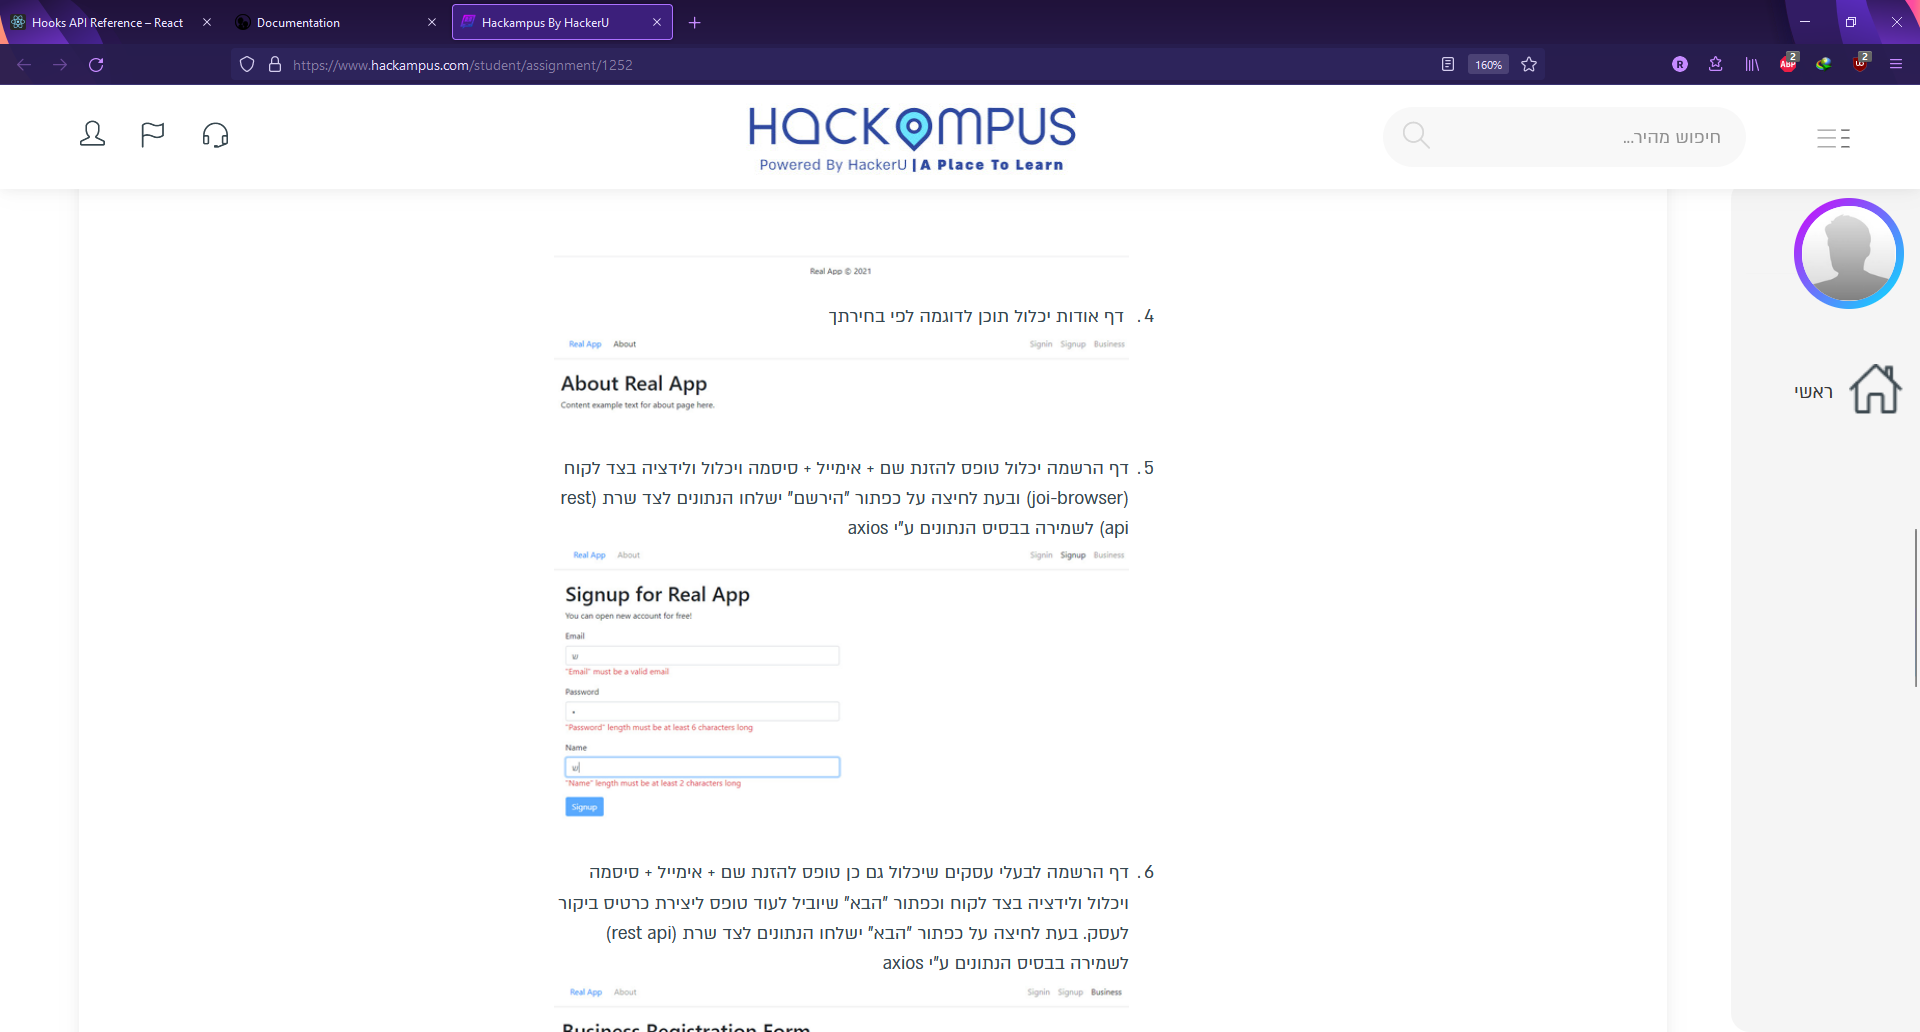 Hooks API Reference – React
Documentation
Hackampus By HackerU
https://www.hackampus.com/student/assignment/1252
160%
R
ABP
2
2
HACKAMPUS
Powered By HackerU | A Place To Learn
חיפוש מהיר...
ראשי
Real App © 2021
4. דף אודות יכלול תוכן לדוגמה לפי בחירתך
Real App About Signin Signup Business
About Real App
Content example text for about page here.
5. דף הרשמה יכלול טופס להזנת שם + אימייל + סיסמה ויכלול ולידציה בצד לקוח
(joi-browser) ובעת לחיצה על כפתור "הירשם" ישלחו הנתונים לצד שרת (rest
api) לשמירה בבסיס הנתונים ע"י axios
Real App About Signin Signup Business
Signup for Real App
You can open new account for free!
Email
ש
"Email" must be a valid email
Password
•
"Password" length must be at least 6 characters long
Name
ש
"Name" length must be at least 2 characters long
Signup
6. דף הרשמה לבעלי עסקים שיכלול גם כן טופס להזנת שם + אימייל + סיסמה
ויכלול ולידציה בצד לקוח וכפתור "הבא" שיוביל לעוד טופס ליצירת כרטיס ביקור
לעסק. בעת לחיצה על כפתור "הבא" ישלחו הנתונים לצד שרת (rest api)
לשמירה בבסיס הנתונים ע"י axios
Real App About Signin Signup Business
Business Registration Form